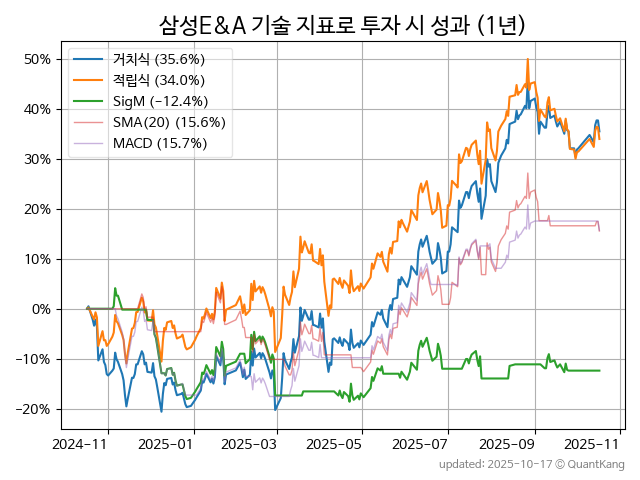 삼성E&A 기술 지표로 투자 시 성과 (1년)
거치식 (35.6%)
적립식 (34.0%)
SigM (−12.4%)
SMA(20) (15.6%)
MACD (15.7%)
50%
40%
30%
20%
10%
0%
−10%
−20%
2024-11 2025-01 2025-03 2025-05 2025-07 2025-09 2025-11
updated: 2025-10-17 © QuantKang